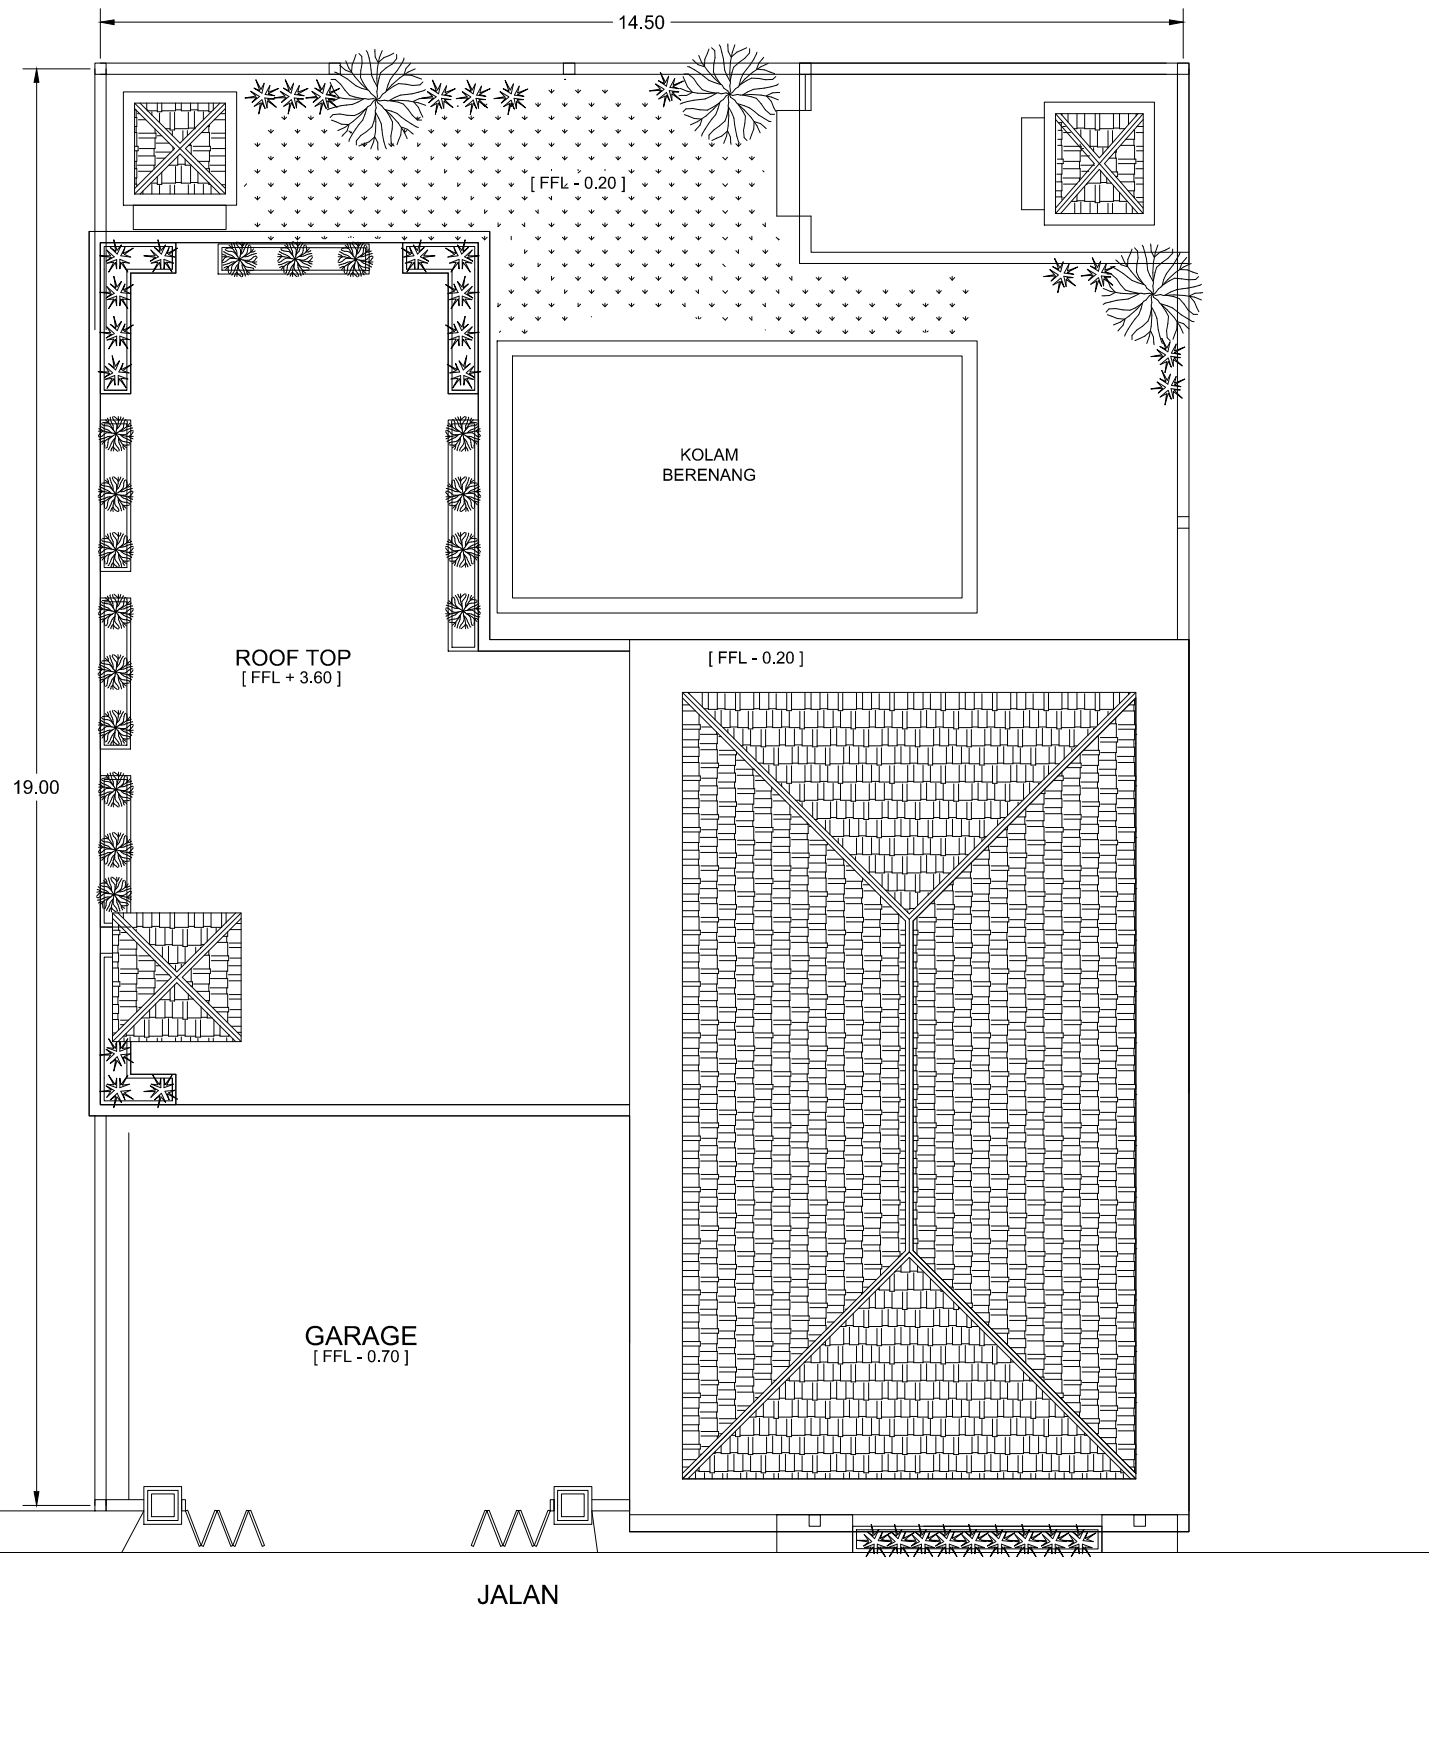 14.50
[ FFL - 0.20 ]
KOLAM
BERENANG
ROOF TOP
[ FFL + 3.60 ]
[ FFL - 0.20 ]
19.00
GARAGE
[ FFL - 0.70 ]
JALAN